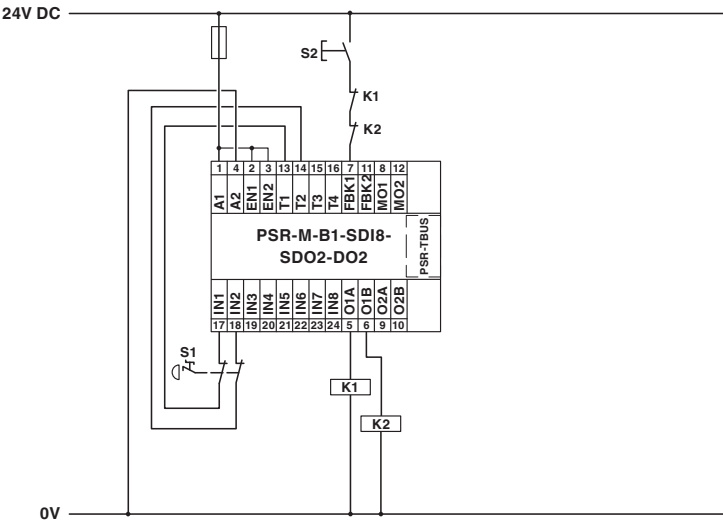 24V DC
S2
K1
K2
1 4 2 3 13 14 15 16 7 11 8 12
A1 A2 EN1 EN2 T1 T2 T3 T4 FBK1 FBK2 MO1 MO2
PSR-M-B1-SDI8-
SDO2-DO2
PSR-TBUS
IN1 IN2 IN3 IN4 IN5 IN6 IN7 IN8 O1A O1B O2A O2B
17 18 19 20 21 22 23 24 5 6 9 10
S1
K1
K2
0V